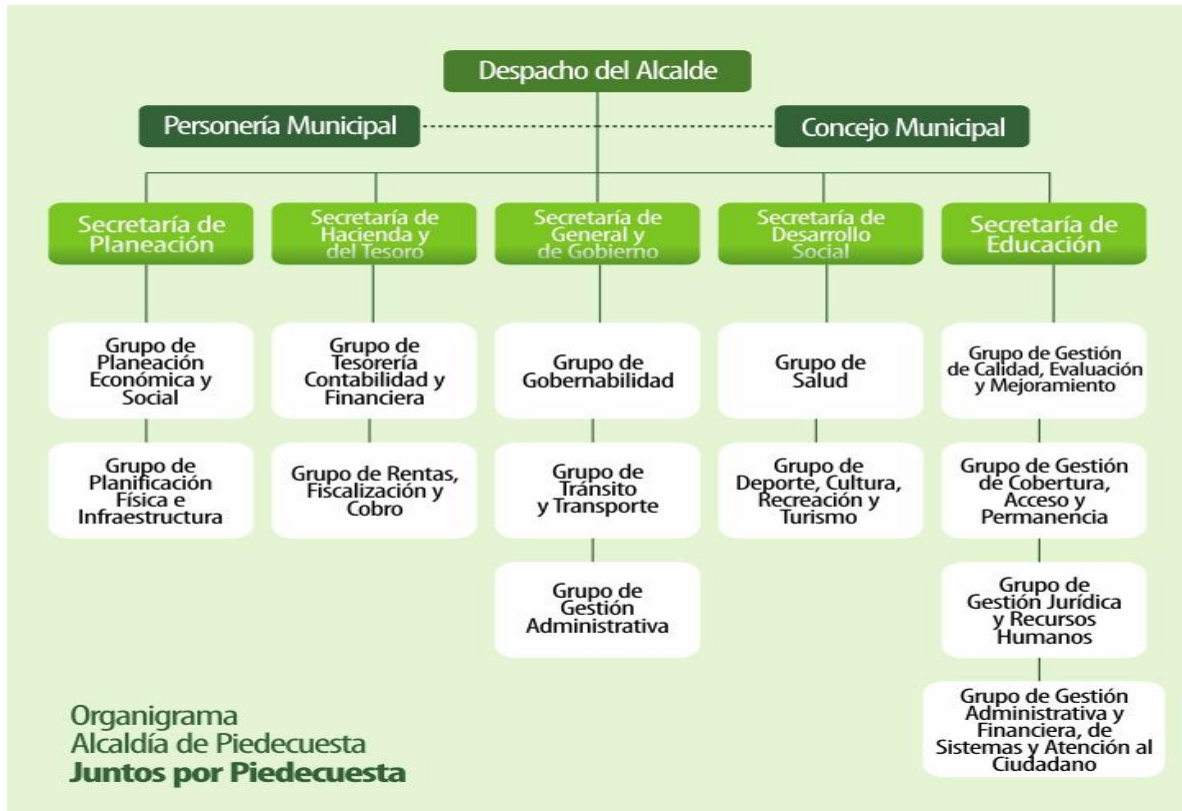 Despacho del Alcalde
Personería Municipal
Concejo Municipal
Secretaría de
Planeación
Secretaría de
Hacienda y
del Tesoro
Secretaría de
General y
de Gobierno
Secretaría de
Desarrollo
Social
Secretaría de
Educación
Grupo de
Planeación
Económica y
Social
Grupo de
Tesorería
Contabilidad y
Financiera
Grupo de
Gobernabilidad
Grupo de
Salud
Grupo de Gestión
de Calidad, Evaluación
y Mejoramiento
Grupo de
Planificación
Física e
Infraestructura
Grupo de Rentas,
Fiscalización y
Cobro
Grupo de
Tránsito
y Transporte
Grupo de
Deporte, Cultura,
Recreación y
Turismo
Grupo de Gestión
de Cobertura,
Acceso y
Permanencia
Grupo de
Gestión
Administrativa
Grupo de
Gestión Jurídica
y Recursos
Humanos
Grupo de Gestión
Administrativa y
Financiera, de
Sistemas y Atención al
Ciudadano
Organigrama
Alcaldía de Piedecuesta
Juntos por Piedecuesta